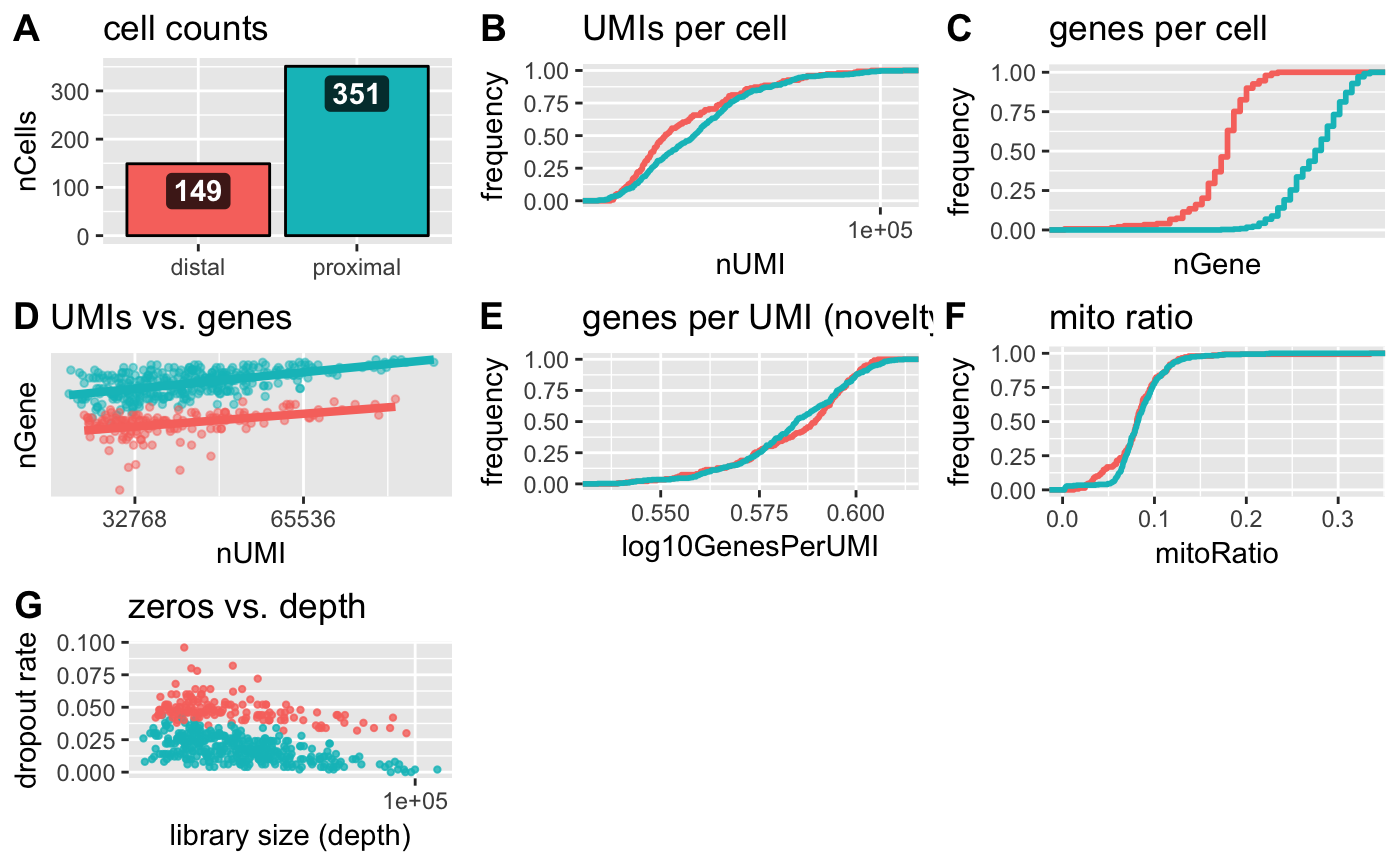 A cell counts
nCells
300
200
100
0
149
351
distal proximal
B UMIs per cell
frequency
1.00
0.75
0.50
0.25
0.00
1e+05
nUMI
C genes per cell
frequency
1.00
0.75
0.50
0.25
0.00
nGene
D UMIs vs. genes
nGene
32768 65536
nUMI
E genes per UMI (novelty
frequency
1.00
0.75
0.50
0.25
0.00
0.550 0.575 0.600
log10GenesPerUMI
F mito ratio
frequency
1.00
0.75
0.50
0.25
0.00
0.0 0.1 0.2 0.3
mitoRatio
G zeros vs. depth
dropout rate
0.100
0.075
0.050
0.025
0.000
1e+05
library size (depth)